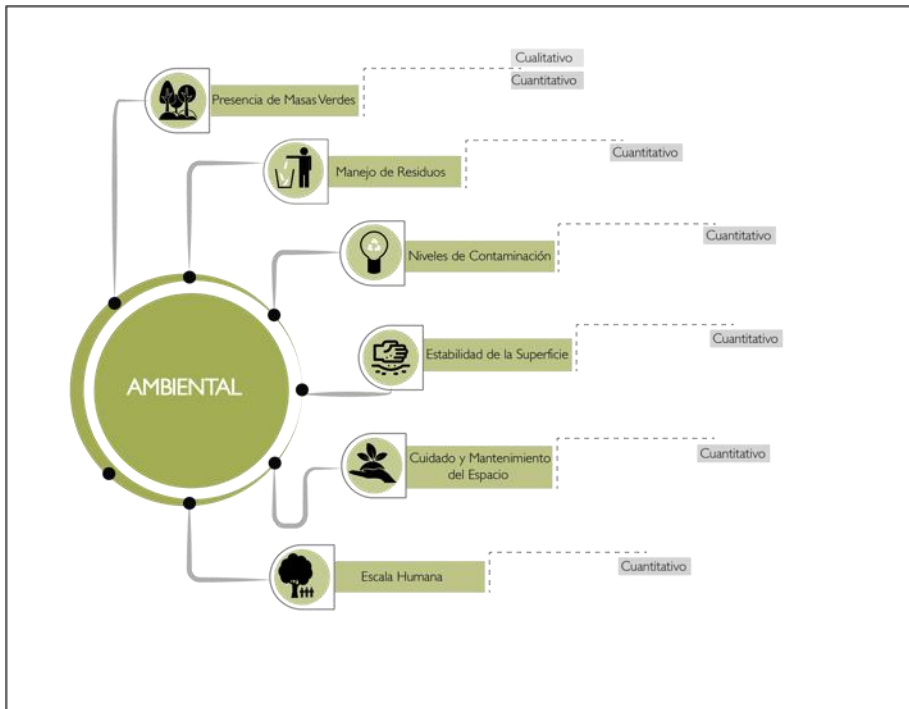 Cualitativo
Cuantitativo
Presencia de Masas Verdes
Cuantitativo
Manejo de Residuos
Cuantitativo
Niveles de Contaminación
Cuantitativo
Estabilidad de la Superficie
AMBIENTAL
Cuantitativo
Cuidado y Mantenimiento
del Espacio
Cuantitativo
Escala Humana